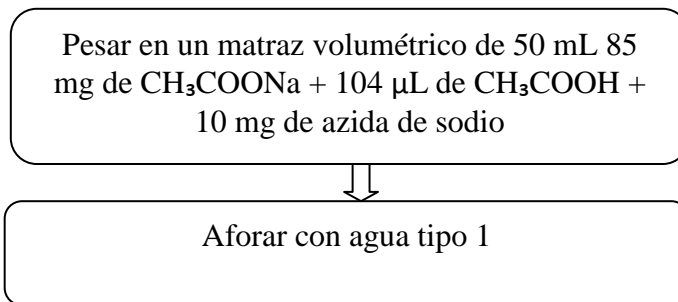 Pesar en un matraz volumétrico de 50 mL 85
mg de CH₃COONa + 104 µL de CH₃COOH +
10 mg de azida de sodio
Aforar con agua tipo 1